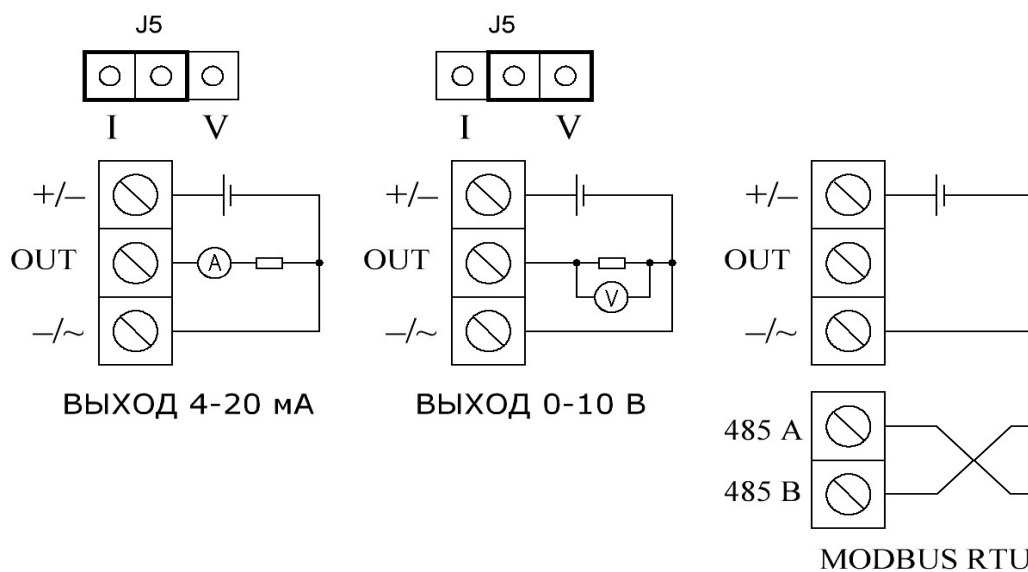 J5
I V
+/–
OUT
–/~
ВЫХОД 4-20 мА
J5
I V
+/–
OUT
–/~
ВЫХОД 0-10 В
+/–
OUT
–/~
485 A
485 B
MODBUS RTU
A
V